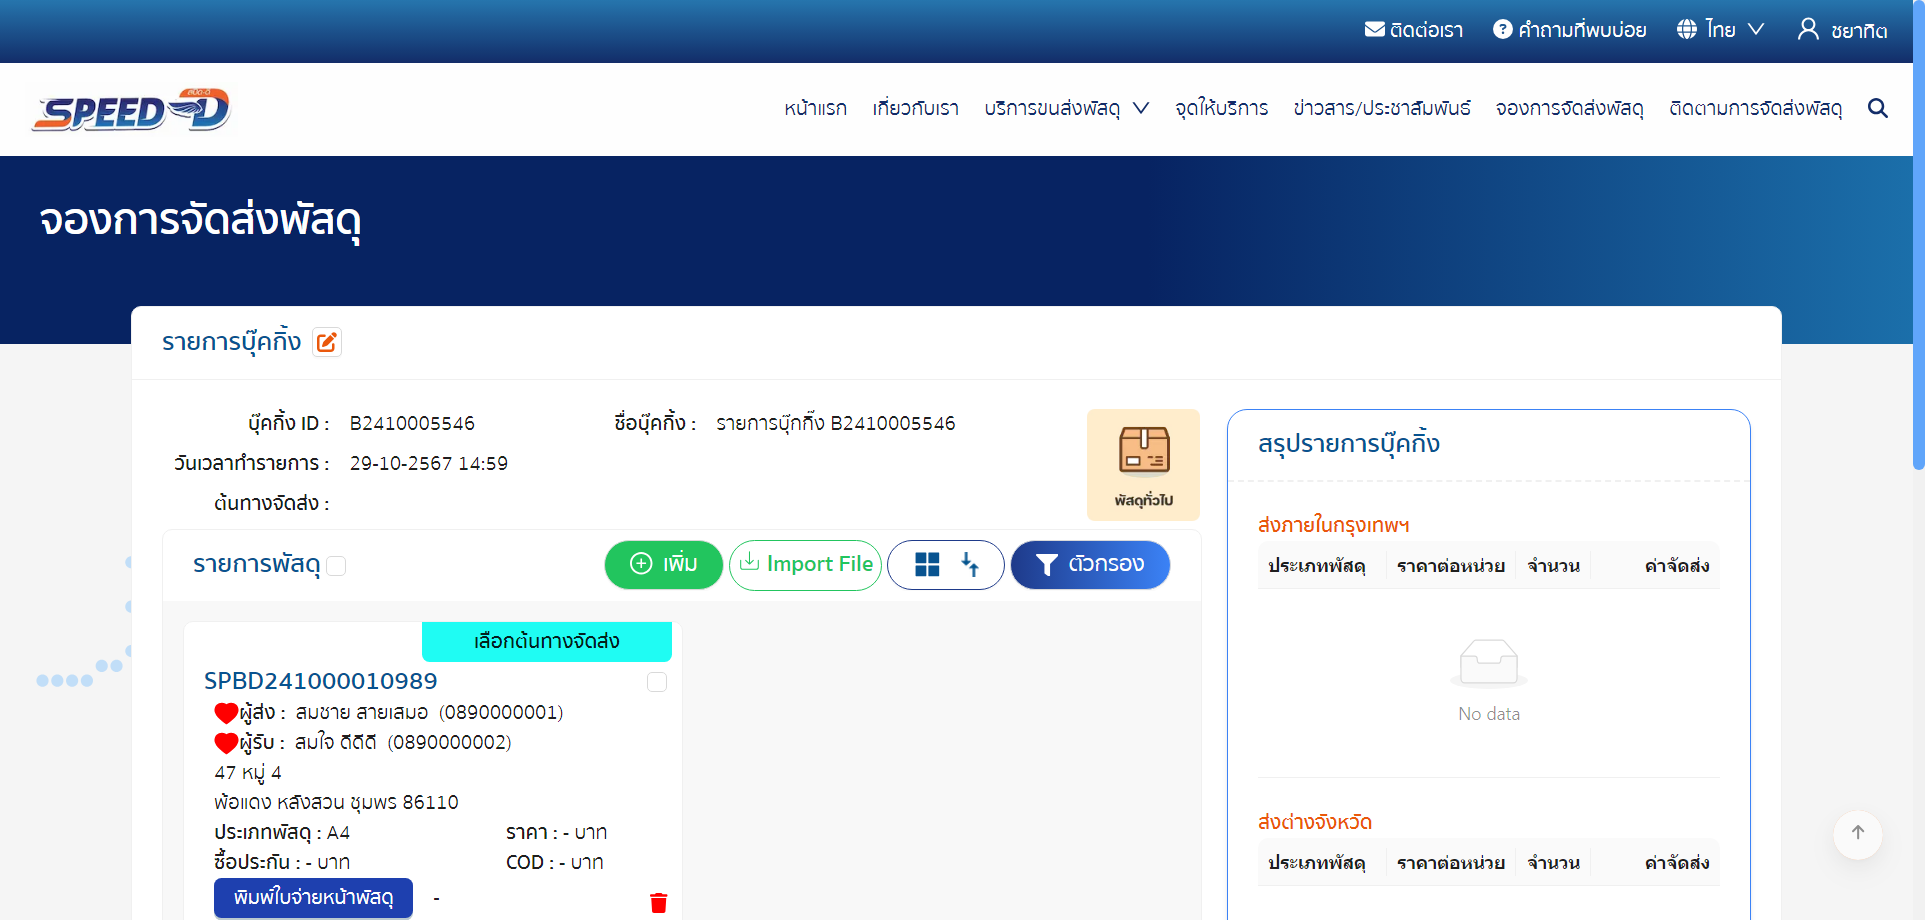 ติดต่อเรา คำถามที่พบบ่อย ไทย ชยาทิต
สปีด-ดี
SPEED D
หน้าแรก เกี่ยวกับเรา บริการขนส่งพัสดุ จุดให้บริการ ข่าวสาร/ประชาสัมพันธ์ จองการจัดส่งพัสดุ ติดตามการจัดส่งพัสดุ
จองการจัดส่งพัสดุ
รายการบุ๊คกิ้ง
บุ๊คกิ้ง ID : B2410005546 ชื่อบุ๊คกิ้ง : รายการบุ๊กกิ๊ง B2410005546
วันเวลาทำรายการ : 29-10-2567 14:59
ต้นทางจัดส่ง :
พัสดุทั่วไป
รายการพัสดุ เพิ่ม Import File ตัวกรอง
เลือกต้นทางจัดส่ง
SPBD241000010989
ผู้ส่ง : สมชาย สายเสมอ (0890000001)
ผู้รับ : สมใจ ดีดีดี (0890000002)
47 หมู่ 4
พ้อแดง หลังสวน ชุมพร 86110
ประเภทพัสดุ : A4 ราคา : - บาท
ซื้อประกัน : - บาท COD : - บาท
พิมพ์ใบจ่ายหน้าพัสดุ -
สรุปรายการบุ๊คกิ้ง
ส่งภายในกรุงเทพฯ
ประเภทพัสดุ ราคาต่อหน่วย จำนวน ค่าจัดส่ง
No data
ส่งต่างจังหวัด
ประเภทพัสดุ ราคาต่อหน่วย จำนวน ค่าจัดส่ง